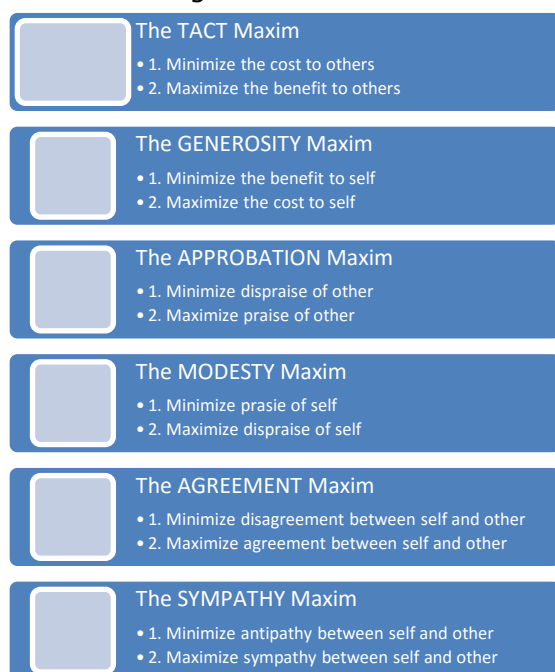 The TACT Maxim
• 1. Minimize the cost to others
• 2. Maximize the benefit to others
The GENEROSITY Maxim
• 1. Minimize the benefit to self
• 2. Maximize the cost to self
The APPROBATION Maxim
• 1. Minimize dispraise of other
• 2. Maximize praise of other
The MODESTY Maxim
• 1. Minimize prasie of self
• 2. Maximize dispraise of self
The AGREEMENT Maxim
• 1. Minimize disagreement between self and other
• 2. Maximize agreement between self and other
The SYMPATHY Maxim
• 1. Minimize antipathy between self and other
• 2. Maximize sympathy between self and other